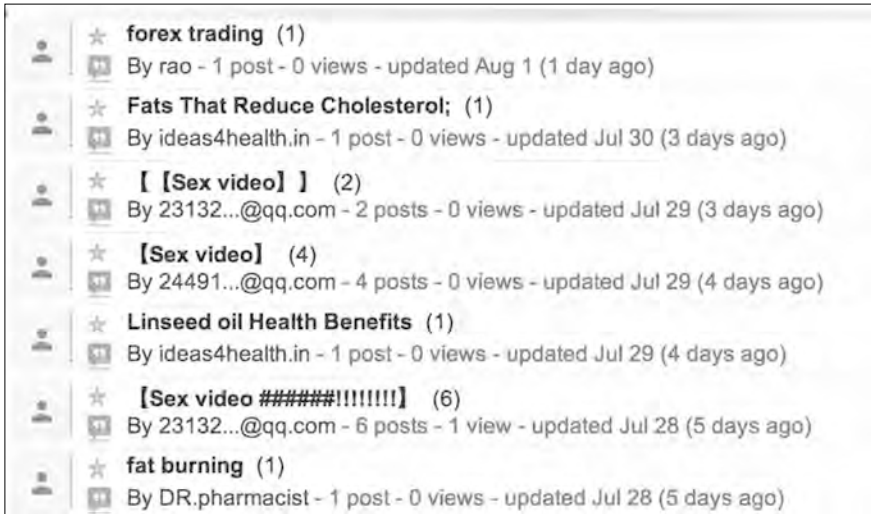 forex trading (1)
By rao - 1 post - 0 views - updated Aug 1 (1 day ago)
Fats That Reduce Cholesterol; (1)
By ideas4health.in - 1 post - 0 views - updated Jul 30 (3 days ago)
【【Sex video】】 (2)
By 23132...@qq.com - 2 posts - 0 views - updated Jul 29 (3 days ago)
【Sex video】 (4)
By 24491...@qq.com - 4 posts - 0 views - updated Jul 29 (4 days ago)
Linseed oil Health Benefits (1)
By ideas4health.in - 1 post - 0 views - updated Jul 29 (4 days ago)
【Sex video ######!!!!!!!!】 (6)
By 23132...@qq.com - 6 posts - 1 view - updated Jul 28 (5 days ago)
fat burning (1)
By DR.pharmacist - 1 post - 0 views - updated Jul 28 (5 days ago)